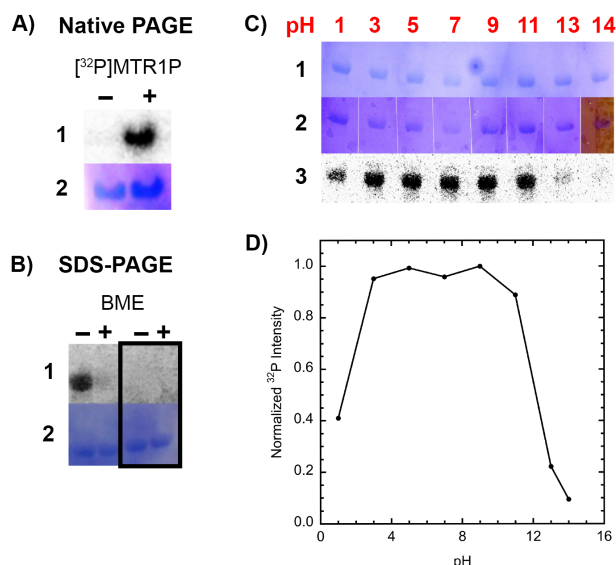 A) Native PAGE
[³²P]MTR1P
– +
1
2
B) SDS-PAGE
BME
– + – +
1
2
C) pH 1 3 5 7 9 11 13 14
1
2
3
D)
Normalized ³²P Intensity
1.0
0.8
0.6
0.4
0.2
0.0
0 4 8 12 16
pH